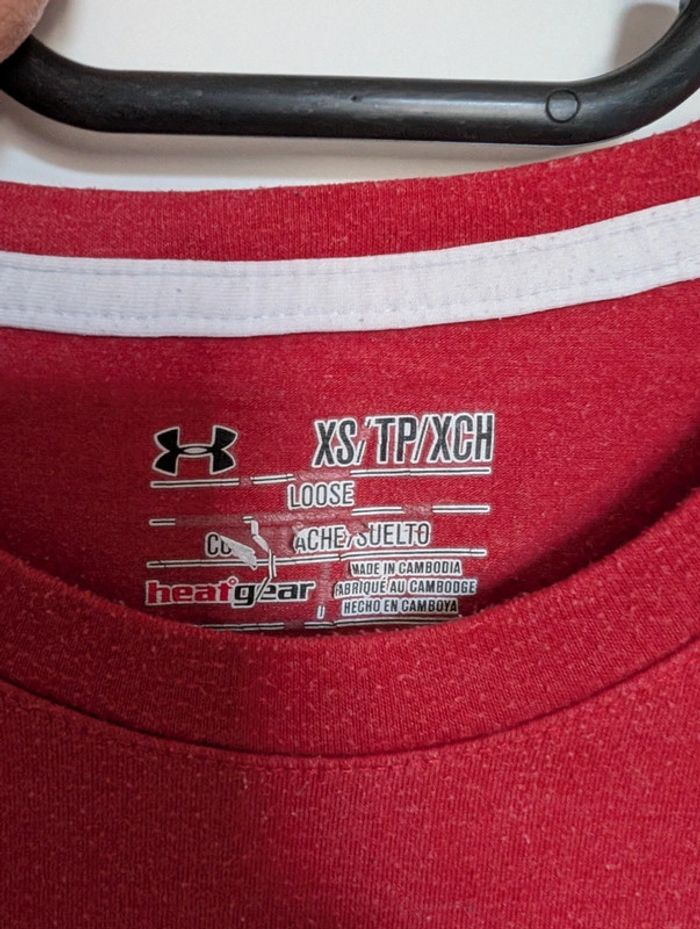 XS/TP/XCH
LOOSE
ACHE/SUELTO
MADE IN CAMBODIA
heatgear FABRIQUÉ AU CAMBODGE
HECHO EN CAMBOYA